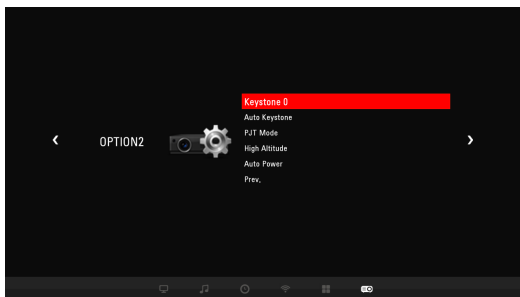 OPTION2
Keystone 0
Auto Keystone
PJT Mode
High Altitude
Auto Power
Prev.